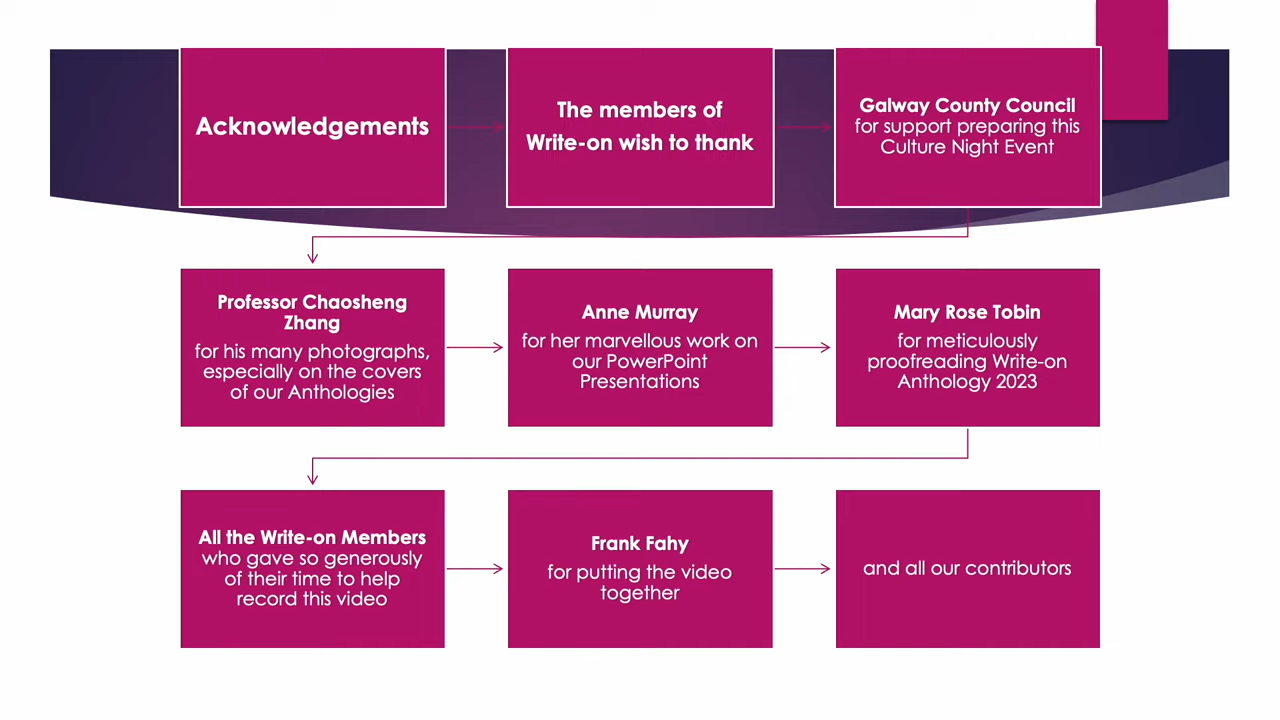 Acknowledgements
The members of
Write-on wish to thank
Galway County Council
for support preparing this
Culture Night Event
Professor Chaosheng
Zhang
for his many photographs,
especially on the covers
of our Anthologies
Anne Murray
for her marvellous work on
our PowerPoint
Presentations
Mary Rose Tobin
for meticulously
proofreading Write-on
Anthology 2023
All the Write-on Members
who gave so generously
of their time to help
record this video
Frank Fahy
for putting the video
together
and all our contributors